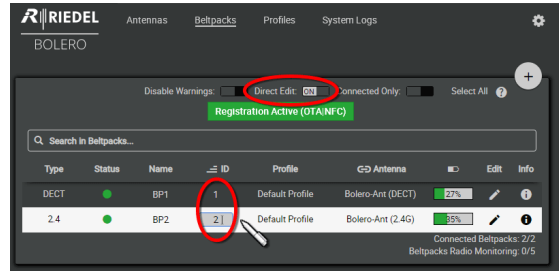 RIEDEL Antennas Beltpacks Profiles System Logs
BOLERO
+
Disable Warnings: Direct Edit: ON Connected Only: Select All ?
Registration Active (OTA|NFC)
Search in Beltpacks...
Type Status Name ID Profile Antenna Edit Info
DECT BP1 1 Default Profile Bolero-Ant (DECT) 27%
2.4 BP2 2 Default Profile Bolero-Ant (2.4G) 35%
Connected Beltpacks: 2/2
Beltpacks Radio Monitoring: 0/5